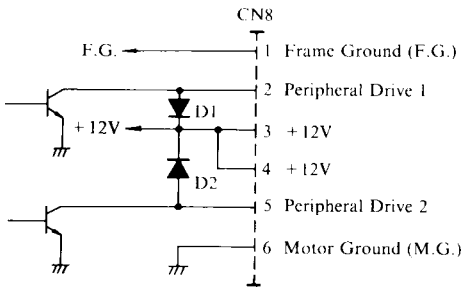 CN8
F.G. 1 Frame Ground (F.G.)
2 Peripheral Drive 1
D1
+12V 3 +12V
4 +12V
D2
5 Peripheral Drive 2
6 Motor Ground (M.G.)